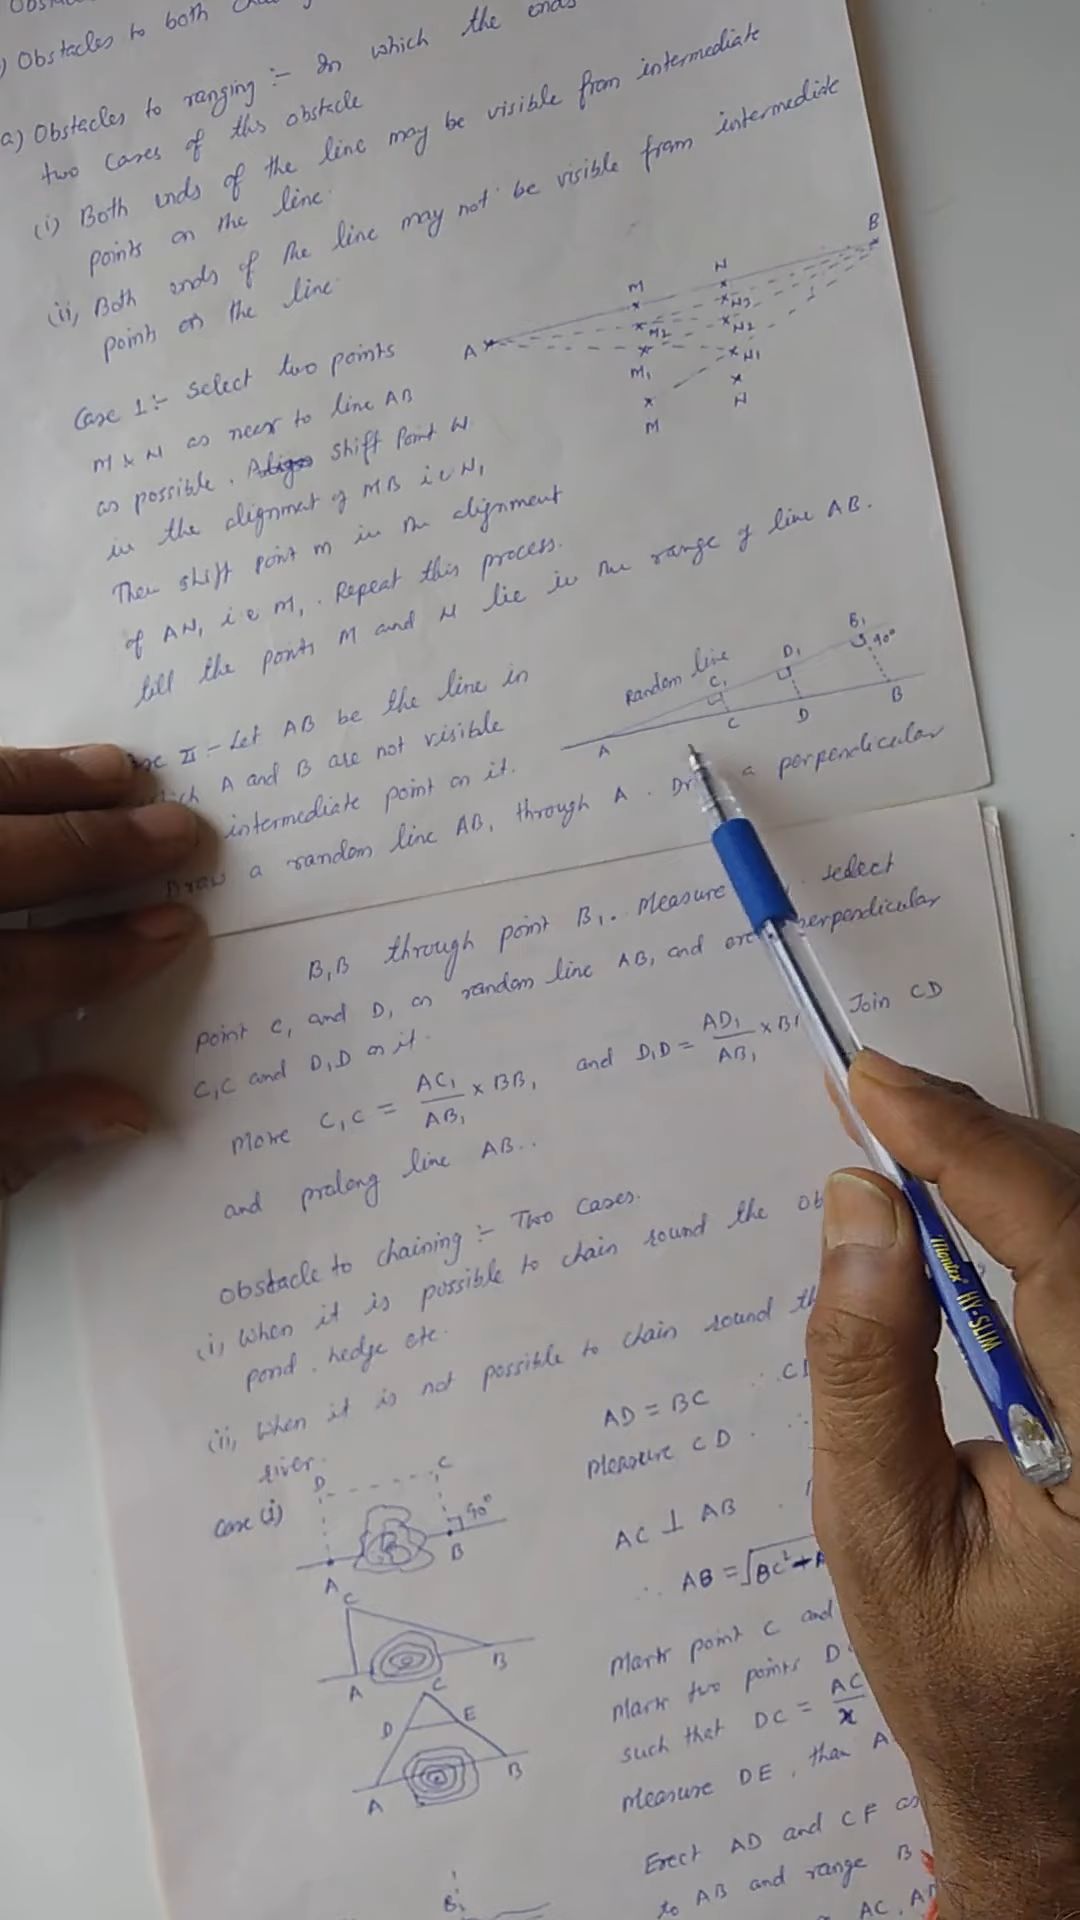 ) Obstacles to both
a) Obstacles to ranging :- In which the ends
two cases of this obstacle
(i) Both ends of the line may be visible from intermediate
points on the line.
(ii) Both ends of the line may not be visible from intermediate
points on the line.
Case 1 :- Select two points
M & N as near to line AB
as possible. Shift Point N
in the alignment of MB i.e N1
Then shift point m in the alignment
of AN1 i.e M1. Repeat this process.
till the points M and N lie in the range of line AB.
A
M
N
B
M2
N3
N2
M1
N1
M
N
II - Let AB be the line in
A and B are not visible
intermediate point on it.
Draw a random line AB1 through A. a perpendicular
Random line
A
C1
D1
B1
90°
C
D
B
B1B through point B1. Measure select
point C1 and D1 on random line AB1 and perpendicular
C1C and D1D on it.
C1C = AC1/AB1 × BB1 and D1D = AD1/AB1 × Join CD
and prolong line AB..
Obstacle to chaining :- Two cases.
(i) When it is possible to chain round the
pond, hedge etc.
(ii) When it is not possible to chain round
river.
Case (i)
D
C
A
B
90°
AD = BC
Measure CD
C
A
B
AC ⊥ AB
∴ AB = √BC² +
C
D
E
A
B
Mark point C and
Mark two points D
such that DC = AC/x
Measure DE, then A
Erect AD and CF as
to AB and range B
AC, A
B1
Montex HY-SLIM